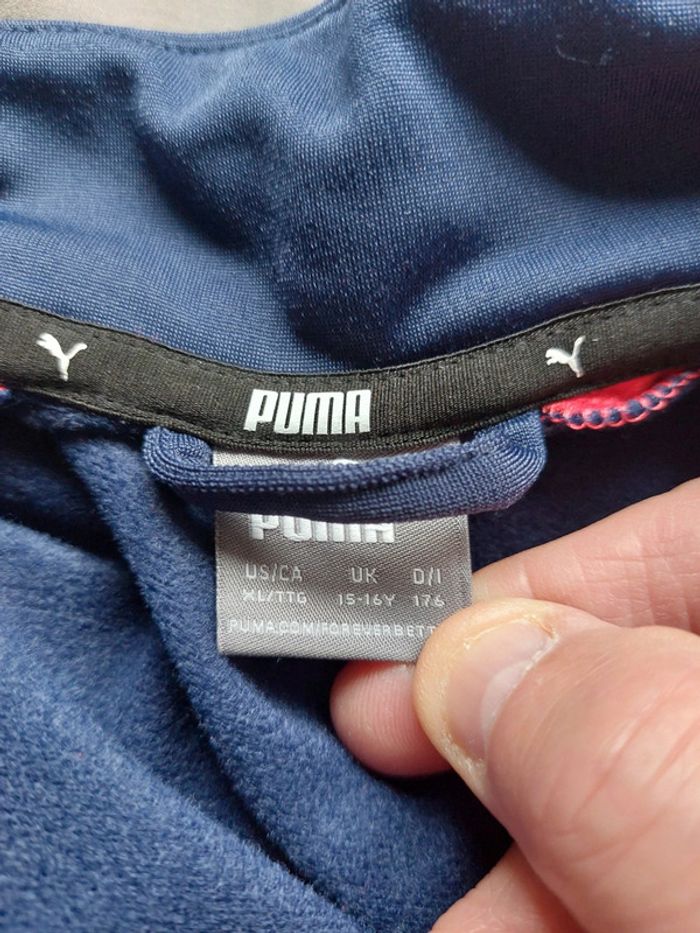 PUMA
PUMA
US/CA UK D/I
XL/TTG 15-16Y 176
PUMA.COM/FOREVERBETT